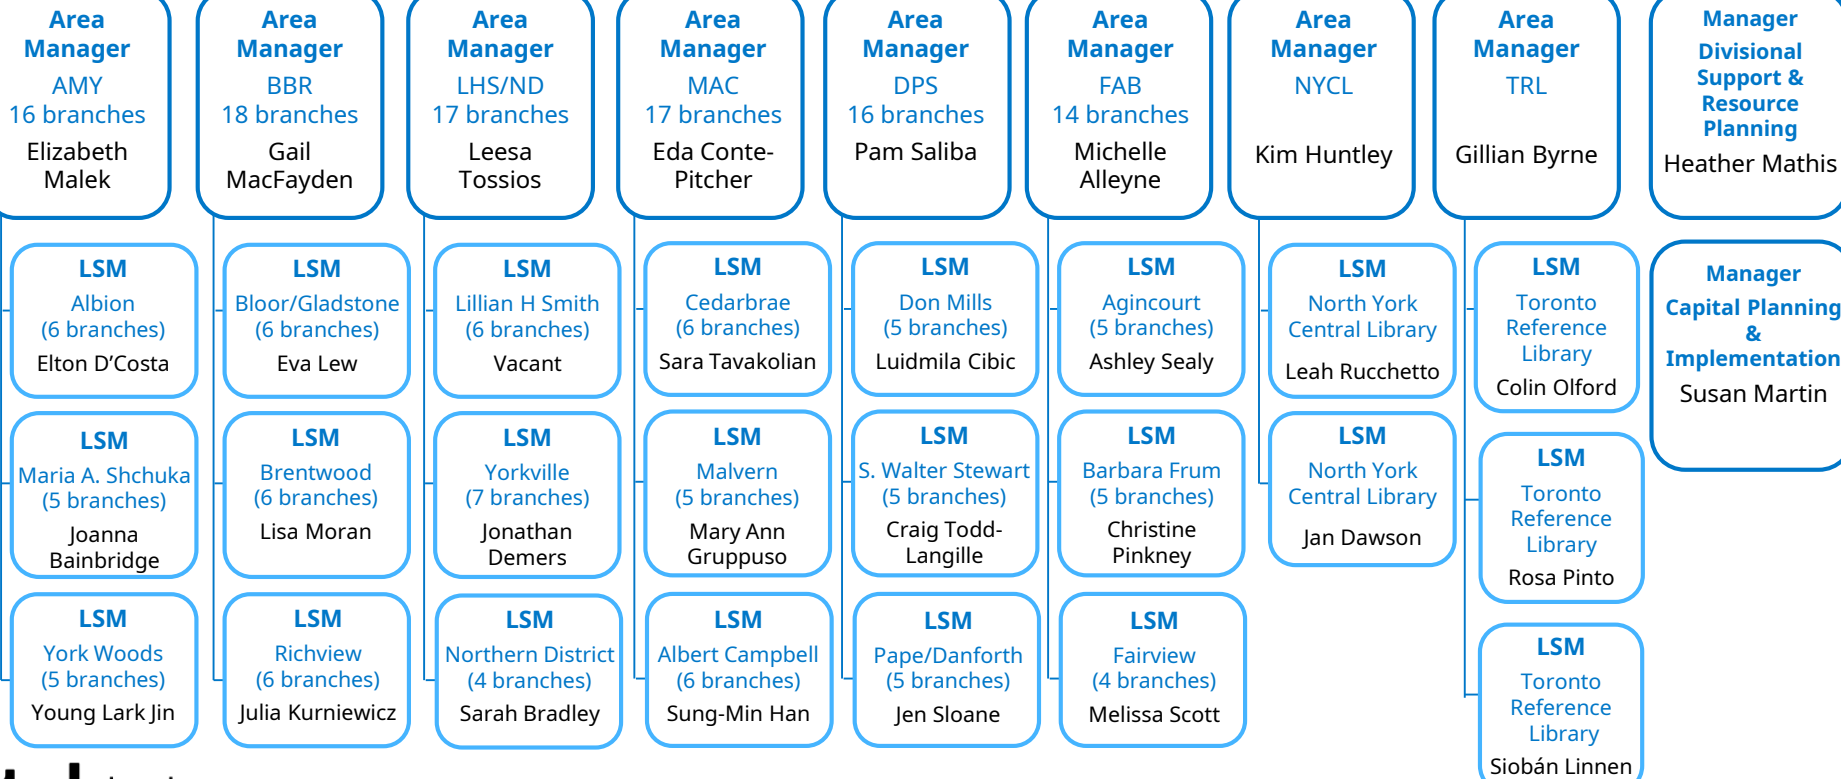 Area
Manager
AMY
16 branches
Elizabeth
Malek
Area
Manager
BBR
18 branches
Gail
MacFayden
Area
Manager
LHS/ND
17 branches
Leesa
Tossios
Area
Manager
MAC
17 branches
Eda Conte-
Pitcher
Area
Manager
DPS
16 branches
Pam Saliba
Area
Manager
FAB
14 branches
Michelle
Alleyne
Area
Manager
NYCL
Kim Huntley
Area
Manager
TRL
Gillian Byrne
Manager
Divisional
Support &
Resource
Planning
Heather Mathis
LSM
Albion
(6 branches)
Elton D’Costa
LSM
Bloor/Gladstone
(6 branches)
Eva Lew
LSM
Lillian H Smith
(6 branches)
Vacant
LSM
Cedarbrae
(6 branches)
Sara Tavakolian
LSM
Don Mills
(5 branches)
Luidmila Cibic
LSM
Agincourt
(5 branches)
Ashley Sealy
LSM
North York
Central Library
Leah Rucchetto
LSM
Toronto
Reference
Library
Colin Olford
Manager
Capital Planning
&
Implementation
Susan Martin
LSM
Maria A. Shchuka
(5 branches)
Joanna
Bainbridge
LSM
Brentwood
(6 branches)
Lisa Moran
LSM
Yorkville
(7 branches)
Jonathan
Demers
LSM
Malvern
(5 branches)
Mary Ann
Gruppuso
LSM
S. Walter Stewart
(5 branches)
Craig Todd-
Langille
LSM
Barbara Frum
(5 branches)
Christine
Pinkney
LSM
North York
Central Library
Jan Dawson
LSM
Toronto
Reference
Library
Rosa Pinto
LSM
York Woods
(5 branches)
Young Lark Jin
LSM
Richview
(6 branches)
Julia Kurniewicz
LSM
Northern District
(4 branches)
Sarah Bradley
LSM
Albert Campbell
(6 branches)
Sung-Min Han
LSM
Pape/Danforth
(5 branches)
Jen Sloane
LSM
Fairview
(4 branches)
Melissa Scott
LSM
Toronto
Reference
Library
Siobán Linnen